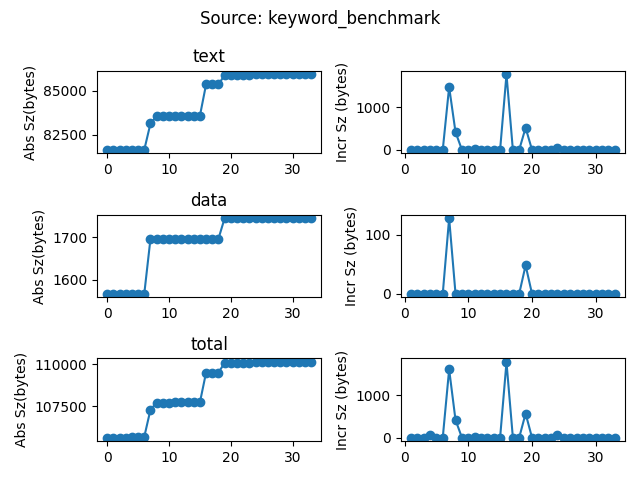 Source: keyword_benchmark
text
Abs Sz(bytes)
85000
82500
0 10 20 30
Incr Sz (bytes)
1000
0
0 10 20 30
data
Abs Sz(bytes)
1700
1600
0 10 20 30
Incr Sz (bytes)
100
0
0 10 20 30
total
Abs Sz(bytes)
110000
107500
0 10 20 30
Incr Sz (bytes)
1000
0
0 10 20 30